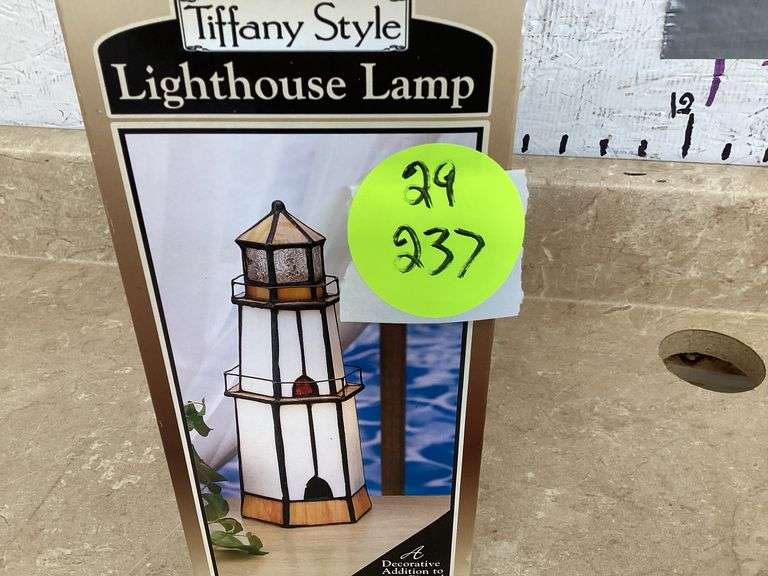 Tiffany Style
Lighthouse Lamp
29
237
12
A
Decorative
Addition to